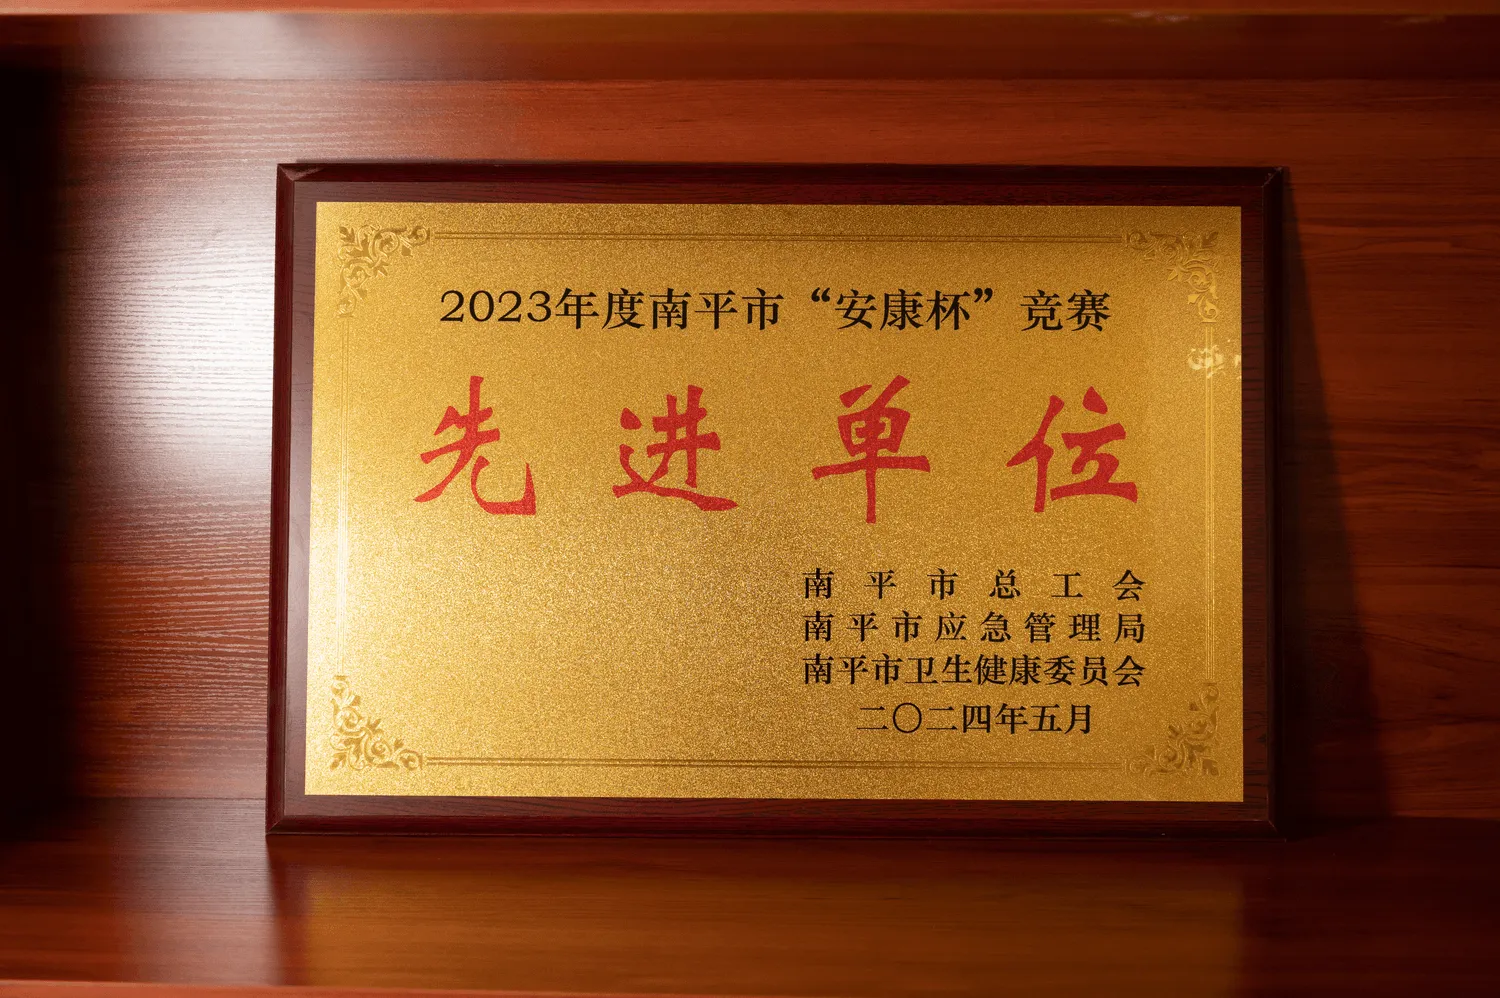 2023年度南平市“安康杯”竞赛
先进单位
南平市总工会
南平市应急管理局
南平市卫生健康委员会
二〇二四年五月